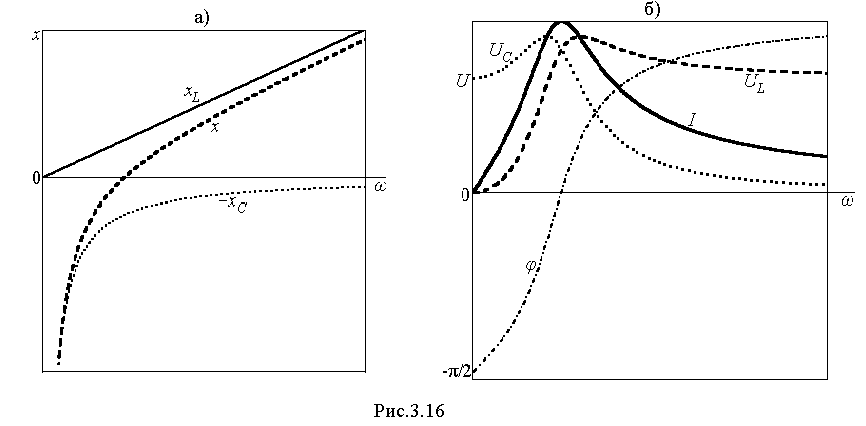 а)
x
x_L
x
0
ω
−x_C
б)
U_C
U
U_L
I
0
ω
φ
-π/2
Рис.3.16